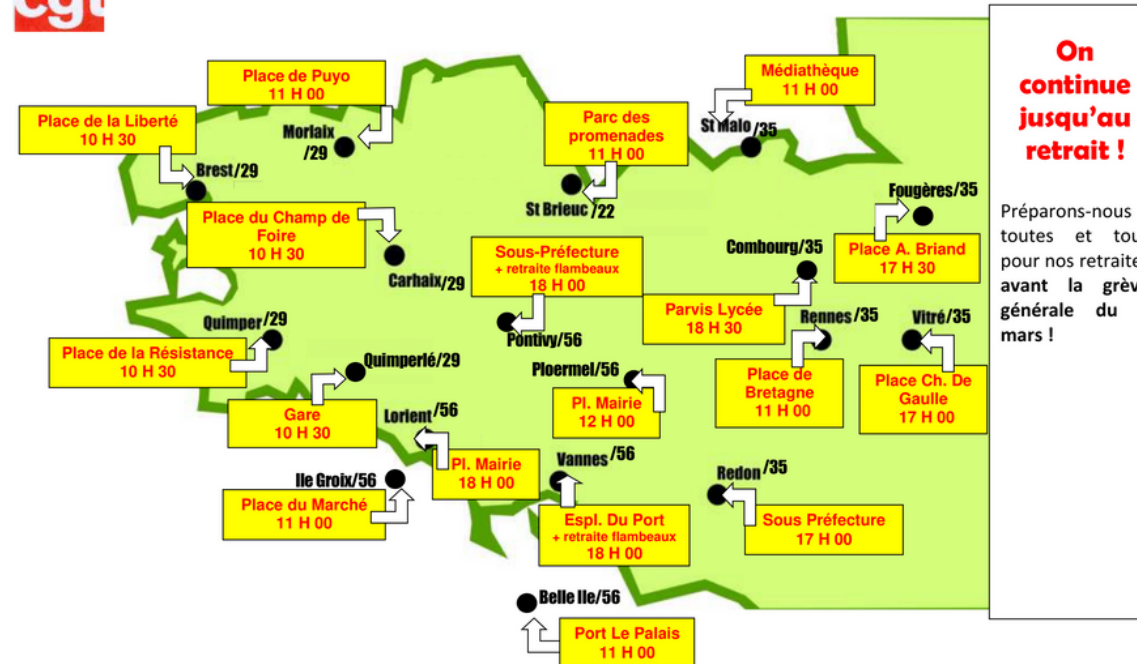 cgt
Place de Puyo
11 H 00
Médiathèque
11 H 00
Place de la Liberté
10 H 30
Morlaix
/29
Parc des
promenades
11 H 00
St Malo/35
Brest/29
St Brieuc/22
Fougères/35
Place du Champ de
Foire
10 H 30
Carhaix/29
Sous-Préfecture
+ retraite flambeaux
18 H 00
Combourg/35
Place A. Briand
17 H 30
Parvis Lycée
18 H 30
Quimper/29
Pontivy/56
Rennes/35
Vitré/35
Place de la Résistance
10 H 30
Quimperlé/29
Ploermel/56
Place de
Bretagne
11 H 00
Place Ch. De
Gaulle
17 H 00
Gare
10 H 30
Lorient/56
Pl. Mairie
12 H 00
Ile Groix/56
Pl. Mairie
18 H 00
Vannes/56
Redon/35
Place du Marché
11 H 00
Espl. Du Port
+ retraite flambeaux
18 H 00
Sous Préfecture
17 H 00
Belle Ile/56
Port Le Palais
11 H 00
On
continue
jusqu'au
retrait !
Préparons-nous
toutes et tou
pour nos retraite
avant la grèv
générale du
mars !